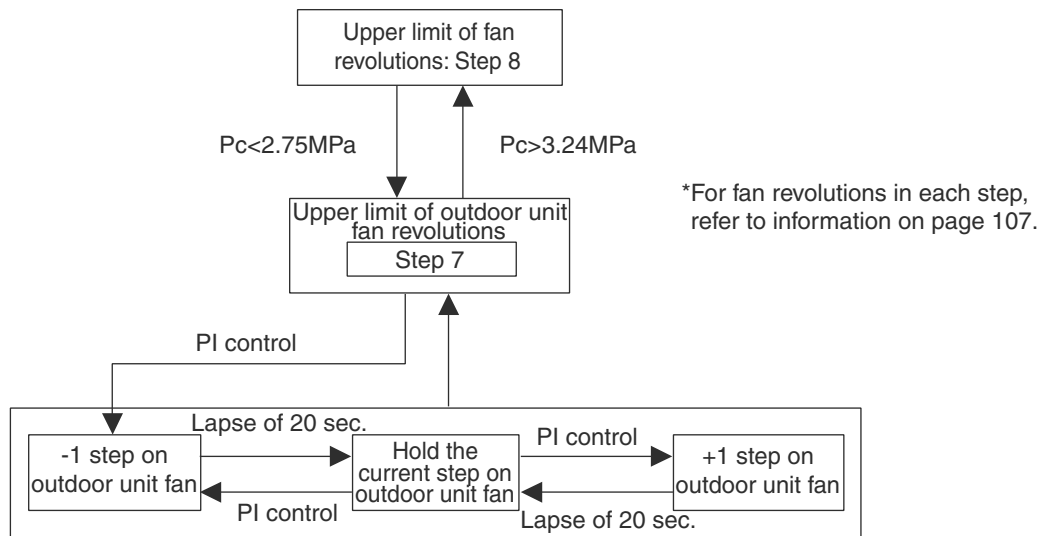 Upper limit of fan
revolutions: Step 8
Pc<2.75MPa
Pc>3.24MPa
*For fan revolutions in each step,
refer to information on page 107.
Upper limit of outdoor unit
fan revolutions
Step 7
PI control
Lapse of 20 sec.
-1 step on
outdoor unit fan
Hold the
current step on
outdoor unit fan
PI control
+1 step on
outdoor unit fan
PI control
Lapse of 20 sec.